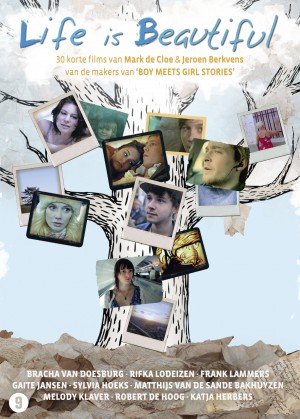 Life is Beautiful
30 korte films van Mark de Cloe & Jeroen Berkvens
van de makers van 'BOY MEETS GIRL STORIES'
BRACHA VAN DOESBURG · RIFKA LODEIZEN · FRANK LAMMERS
GAITE JANSEN · SYLVIA HOEKS · MATTHIJS VAN DE SANDE BAKHUYZEN
MELODY KLAVER · ROBERT DE HOOG · KATJA HERBERS
9